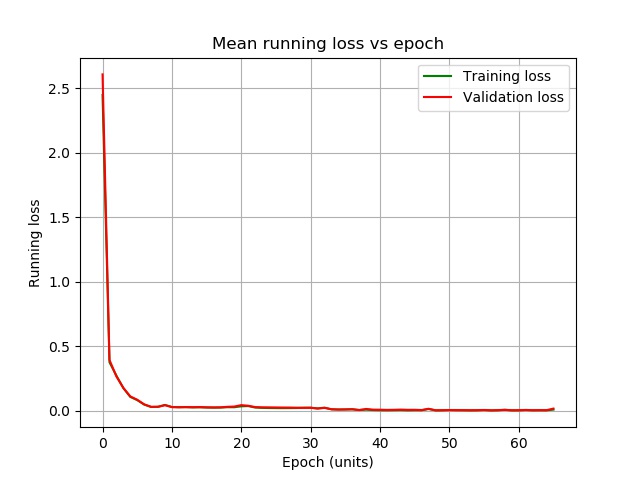 Mean running loss vs epoch
Training loss
Validation loss
2.5
2.0
1.5
1.0
0.5
0.0
Running loss
0 10 20 30 40 50 60
Epoch (units)